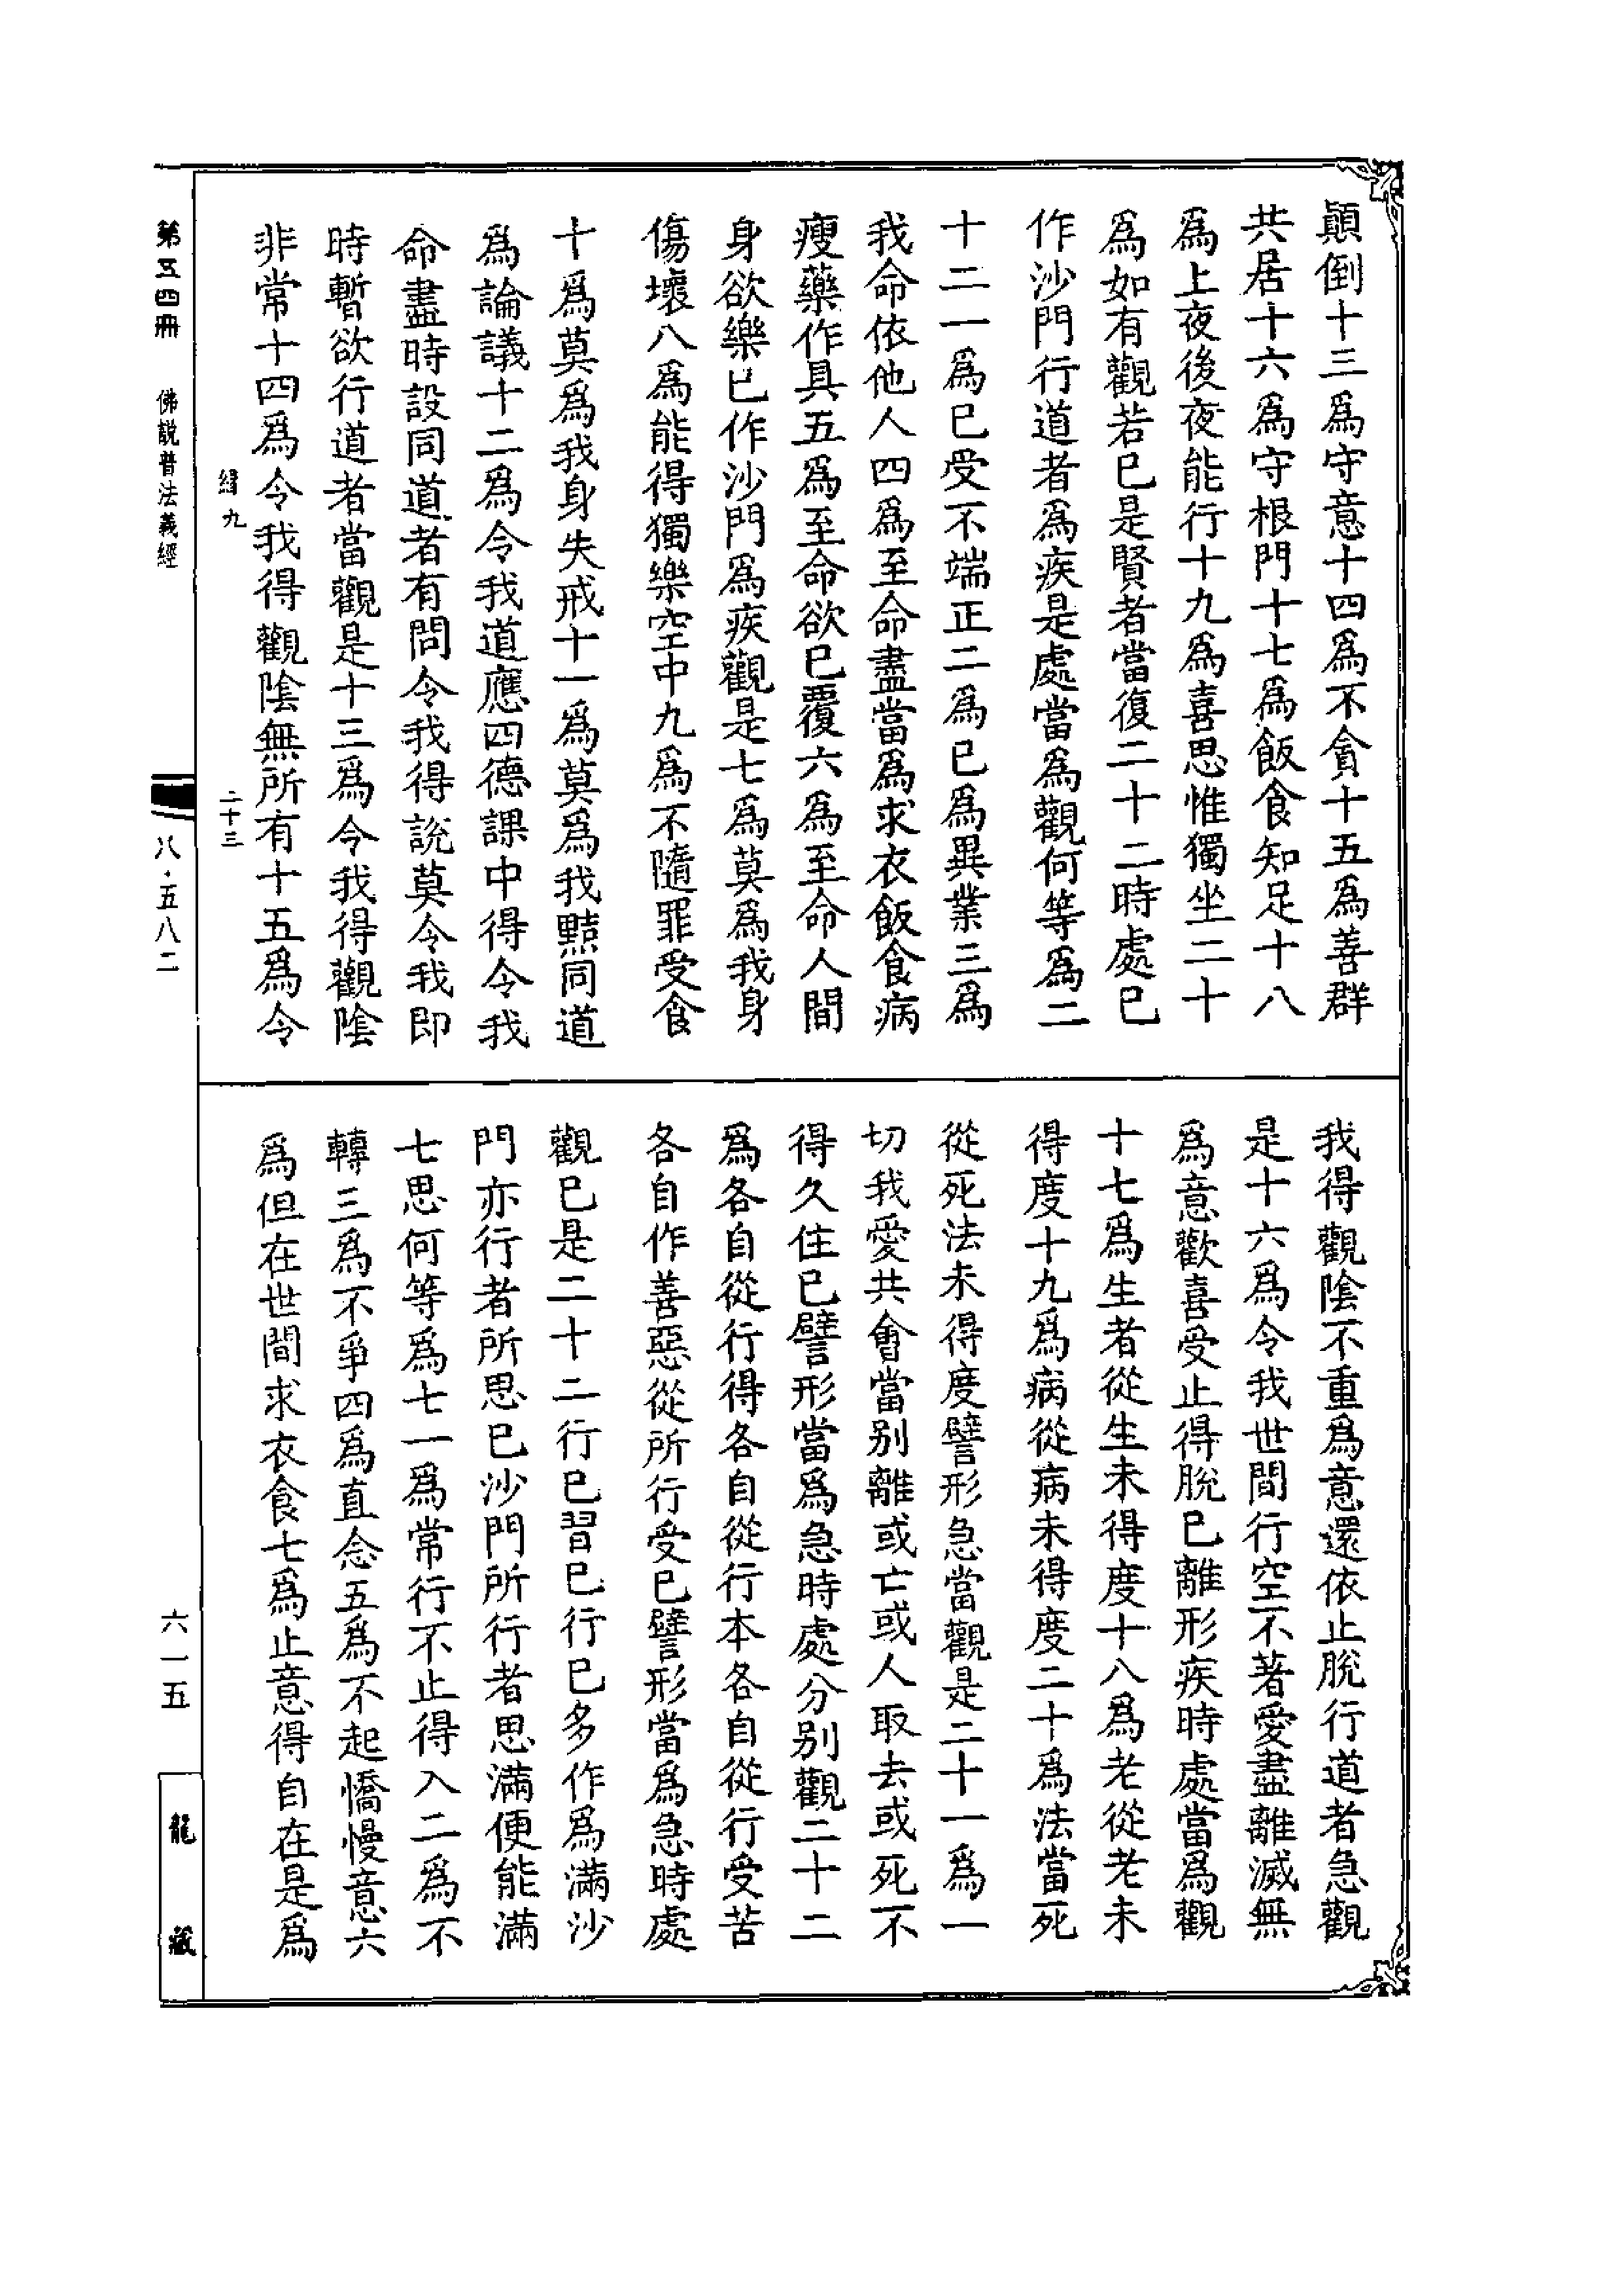 顚倒十三爲守意十四爲不貪十五爲善群
共居十六爲守根門十七爲飯食知足十八
爲上夜後夜能行十九爲喜思惟獨坐二十
爲如有觀若已是賢者當復二十二時處已
作沙門行道者爲疾是處當爲觀何等爲二
十二一爲已受不端正二爲已爲異業三爲
我命依他人四爲至命盡當爲求衣飯食病
瘦藥作具五爲至命欲已覆六爲至命人間
身欲樂已作沙門爲疾觀是七爲莫爲我身
傷壞八爲能得獨樂空中九爲不隨罪受食
十爲莫爲我身失戒十一爲莫爲我黠同道
爲論議十二爲令我道應四德課中得令我
命盡時設同道者有問令我得說莫令我即
時暫欲行道者當觀是十三爲令我得觀陰
非常十四爲令我得觀陰無所有十五爲令
緝九
二十三
我得觀陰不重爲意還依止脫行道者急觀
是十六爲令我世間行空不著愛盡離滅無
爲意歡喜受止得脫已離形疾時處當爲觀
十七爲生者從生未得度十八爲老從老未
得度十九爲病從病未得度二十爲法當死
從死法未得度譬形急當觀是二十一爲一
切我愛共會當別離或亡或人取去或死不
得久住已譬形當爲急時處分別觀二十二
爲各自從行得各自從行本各自從行受苦
各自作善惡從所行受已譬形當爲急時處
觀已是二十二行已習已行已多作爲滿沙
門亦行者所思已沙門所行者思滿便能滿
七思何等爲七一爲常行不止得入二爲不
轉三爲不爭四爲直念五爲不起憍慢意六
爲但在世間求衣食七爲止意得自在是爲
第五四冊
佛說普法義經
八·五八二
六一五
龍藏